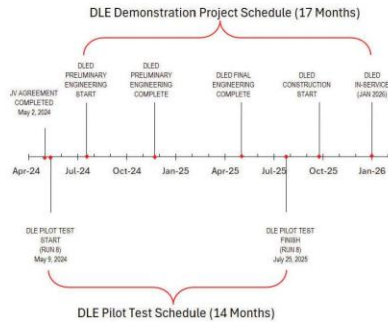 DLE Demonstration Project Schedule (17 Months)
JV AGREEMENT
COMPLETED
May 2, 2024
DLED
PRELIMINARY
ENGINEERING
START
DLED
PRELIMINARY
ENGINEERING
COMPLETE
DLED FINAL
ENGINEERING
COMPLETE
DLED
CONSTRUCTION
START
DLED
IN-SERVICE
(JAN 2026)
Apr-24
Jul-24
Oct-24
Jan-25
Apr-25
Jul-25
Oct-25
Jan-26
DLE PILOT TEST
START
(RUN 8)
May 9, 2024
DLE PILOT TEST
FINISH
(RUN 8)
July 25, 2025
DLE Pilot Test Schedule (14 Months)